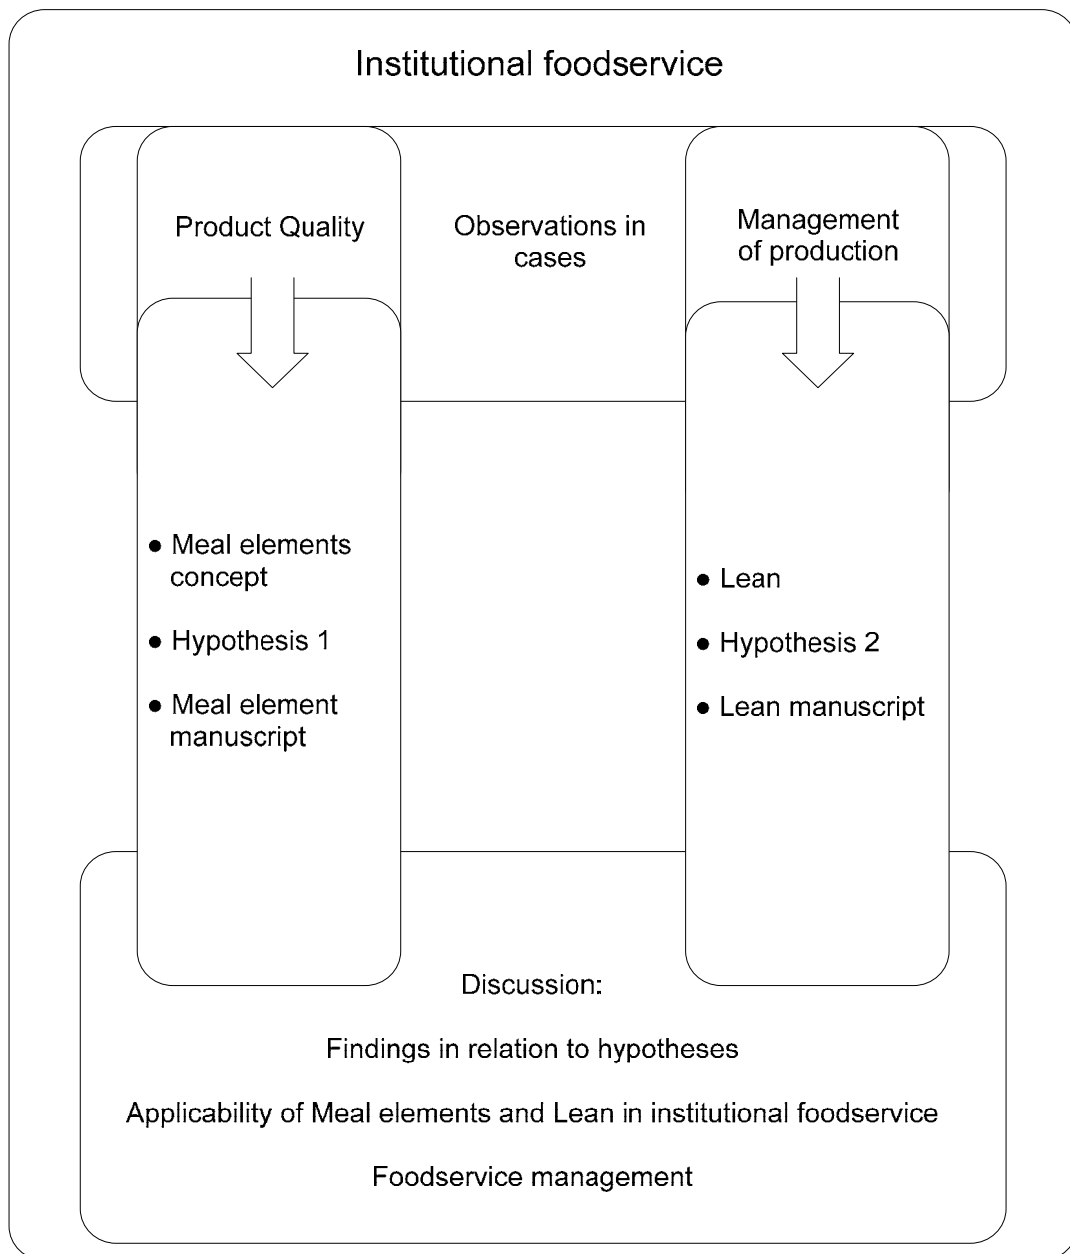 Institutional foodservice
Product Quality
Observations in
cases
Management
of production
● Meal elements
concept
● Hypothesis 1
● Meal element
manuscript
● Lean
● Hypothesis 2
● Lean manuscript
Discussion:
Findings in relation to hypotheses
Applicability of Meal elements and Lean in institutional foodservice
Foodservice management